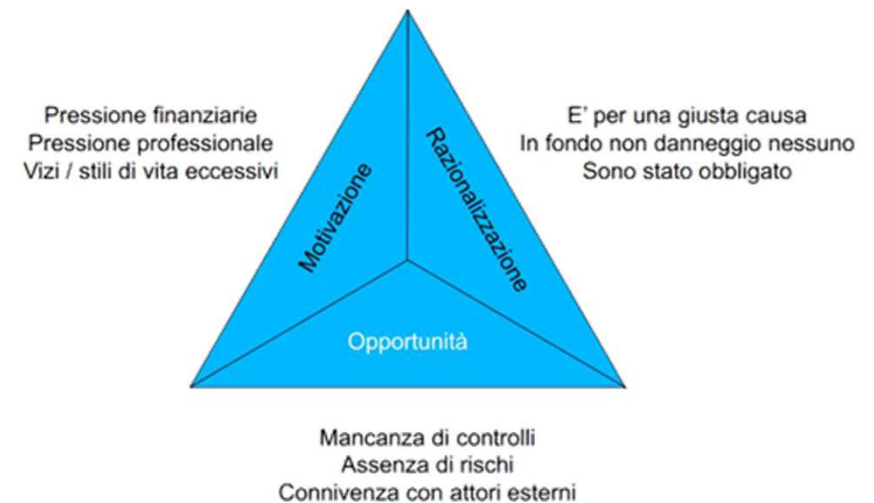 Pressione finanziarie
Pressione professionale
Vizi / stili di vita eccessivi
E' per una giusta causa
In fondo non danneggio nessuno
Sono stato obbligato
Motivazione
Razionalizzazione
Opportunità
Mancanza di controlli
Assenza di rischi
Connivenza con attori esterni